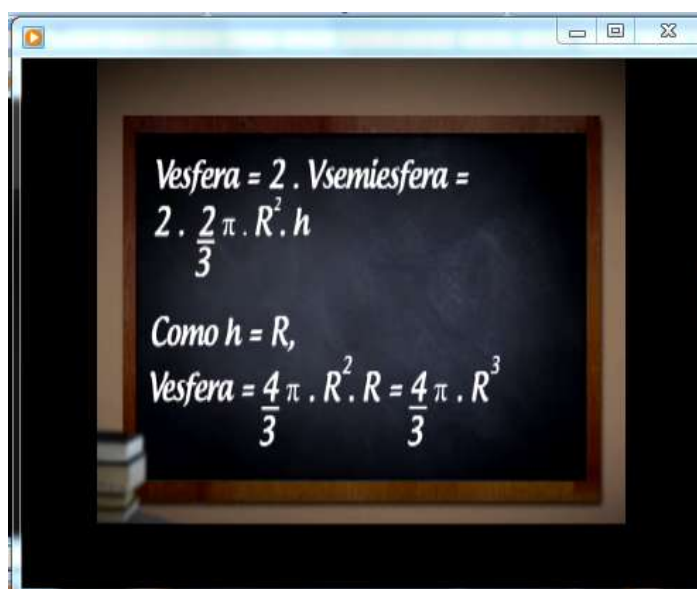 Vesfera = 2 . Vsemiesfera =
2 . 2/3 π . R². h
Como h = R,
Vesfera = 4/3 π . R². R = 4/3 π . R³